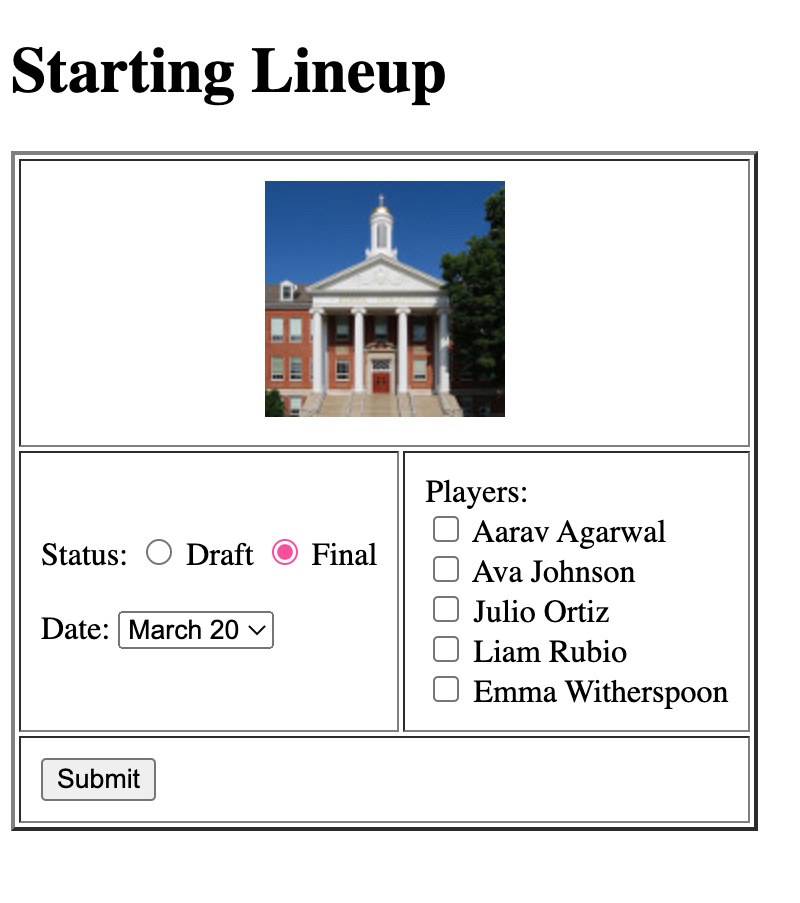 Starting Lineup
Status: Draft Final
Date: March 20
Players:
Aarav Agarwal
Ava Johnson
Julio Ortiz
Liam Rubio
Emma Witherspoon
Submit